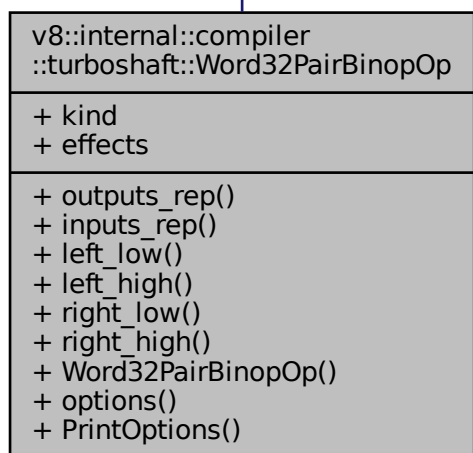 v8::internal::compiler
::turboshaft::Word32PairBinopOp
+ kind
+ effects
+ outputs_rep()
+ inputs_rep()
+ left_low()
+ left_high()
+ right_low()
+ right_high()
+ Word32PairBinopOp()
+ options()
+ PrintOptions()